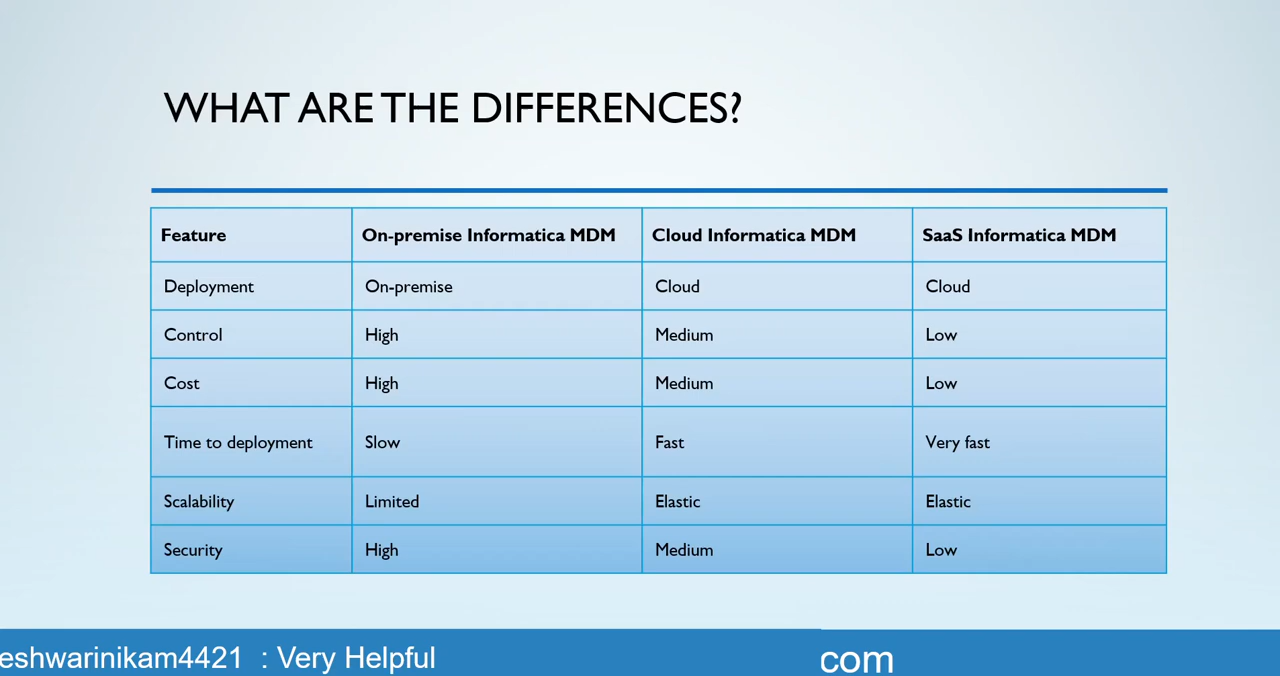 WHAT ARE THE DIFFERENCES?
Feature On-premise Informatica MDM Cloud Informatica MDM SaaS Informatica MDM
Deployment On-premise Cloud Cloud
Control High Medium Low
Cost High Medium Low
Time to deployment Slow Fast Very fast
Scalability Limited Elastic Elastic
Security High Medium Low
eshwarinikam4421 : Very Helpful com